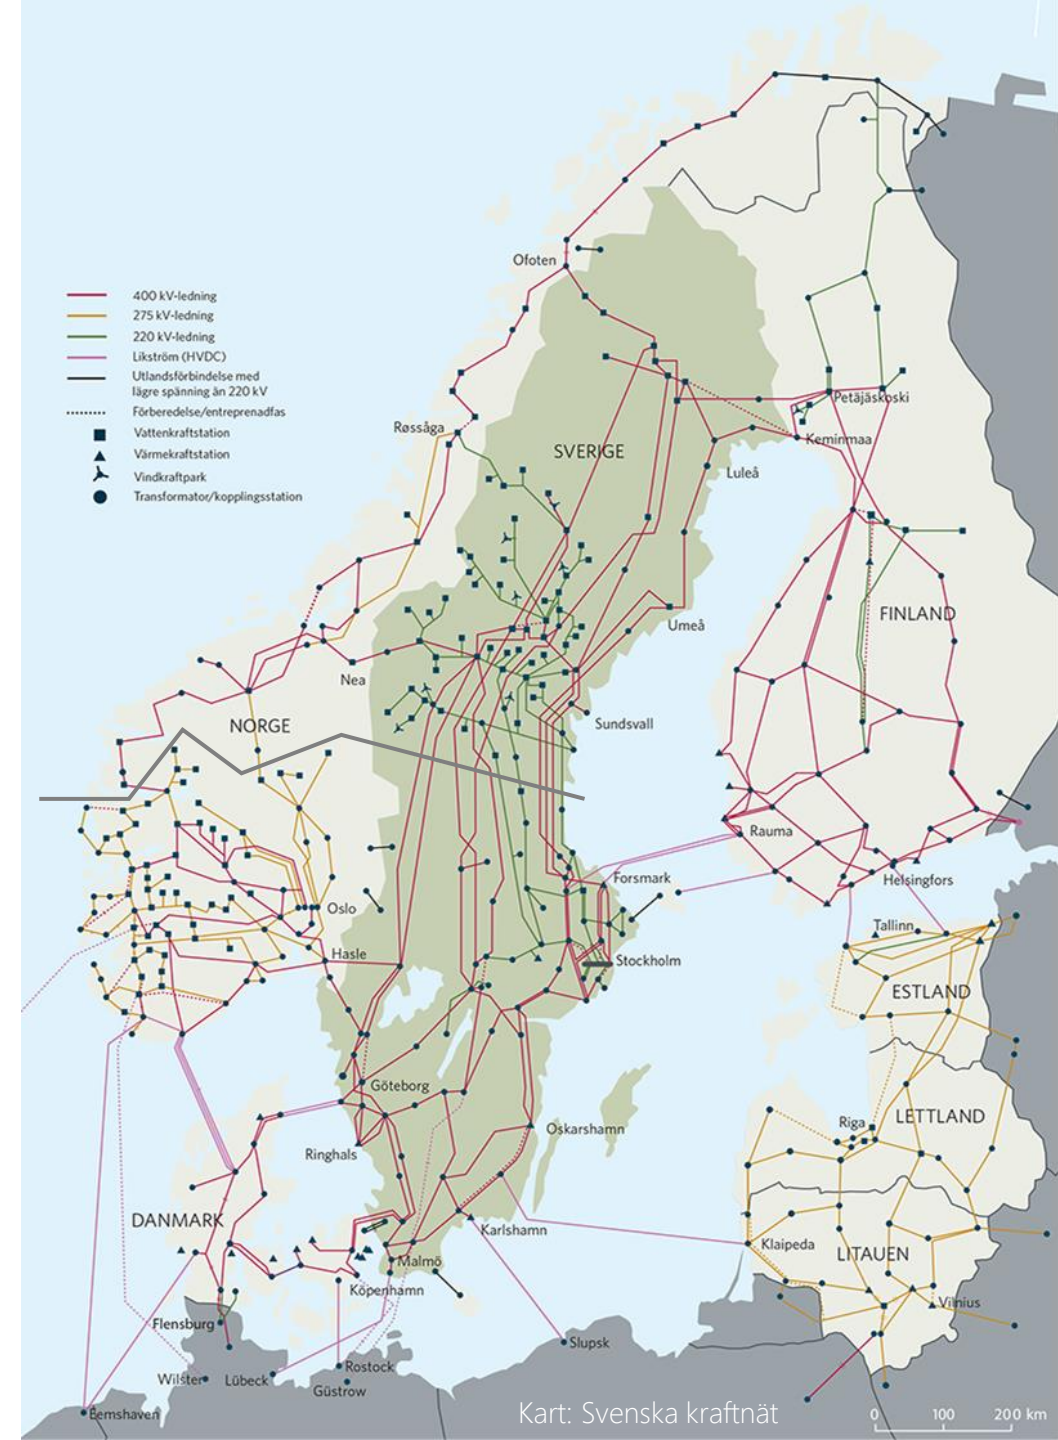 Ofoten
400 kV-ledning
275 kV-ledning
220 kV-ledning
Likström (HVDC)
Utlandsförbindelse med
lägre spänning än 220 kV
Förberedelse/entreprenadfas
Vattenkraftstation
Värmekraftstation
Vindkraftpark
Transformator/kopplingsstation
Petäjäskoski
Røssåga
Keminmaa
SVERIGE
Luleå
FINLAND
Umeå
Nea
NORGE
Sundsvall
Rauma
Forsmark
Helsingfors
Oslo
Tallinn
Hasle
Stockholm
ESTLAND
Göteborg
LETTLAND
Riga
Oskarshamn
Ringhals
DANMARK
Karlshamn
Klaipeda
LITAUEN
Malmö
Köpenhamn
Vilnius
Flensburg
Slupsk
Rostock
Wilster
Lübeck
Güstrow
Eemshaven
Kart: Svenska kraftnät
0 100 200 km